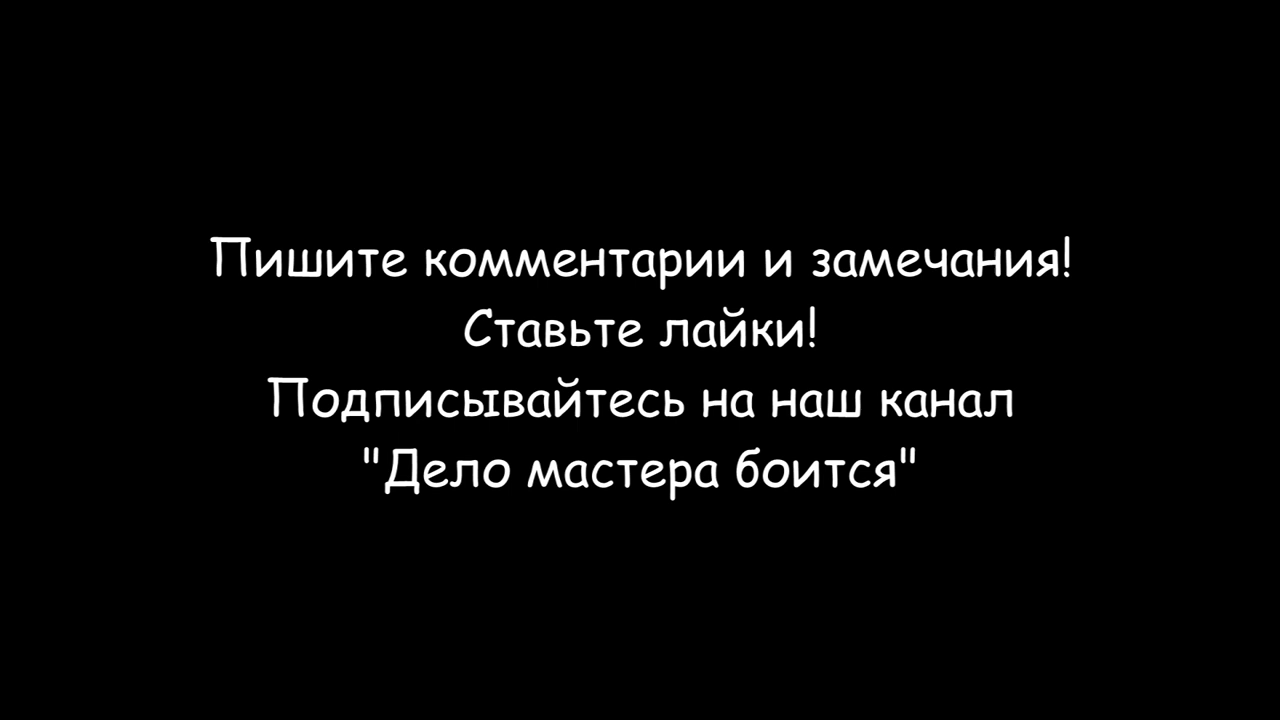 Пишите комментарии и замечания!
Ставьте лайки!
Подписывайтесь на наш канал
"Дело мастера боится"